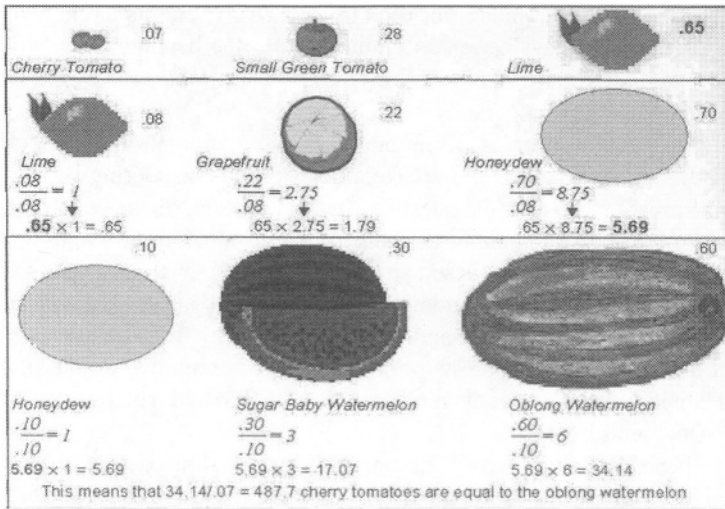 .07 .28 .65
Cherry Tomato Small Green Tomato Lime
.08 .22 .70
Lime Grapefruit Honeydew
.08/.08 = 1 .22/.08 = 2.75 .70/.08 = 8.75
.65 × 1 = .65 .65 × 2.75 = 1.79 .65 × 8.75 = 5.69
.10 .30 .60
Honeydew Sugar Baby Watermelon Oblong Watermelon
.10/.10 = 1 .30/.10 = 3 .60/.10 = 6
5.69 × 1 = 5.69 5.69 × 3 = 17.07 5.69 × 6 = 34.14
This means that 34,14/.07 = 487,7 cherry tomatoes are equal to the oblong watermelon